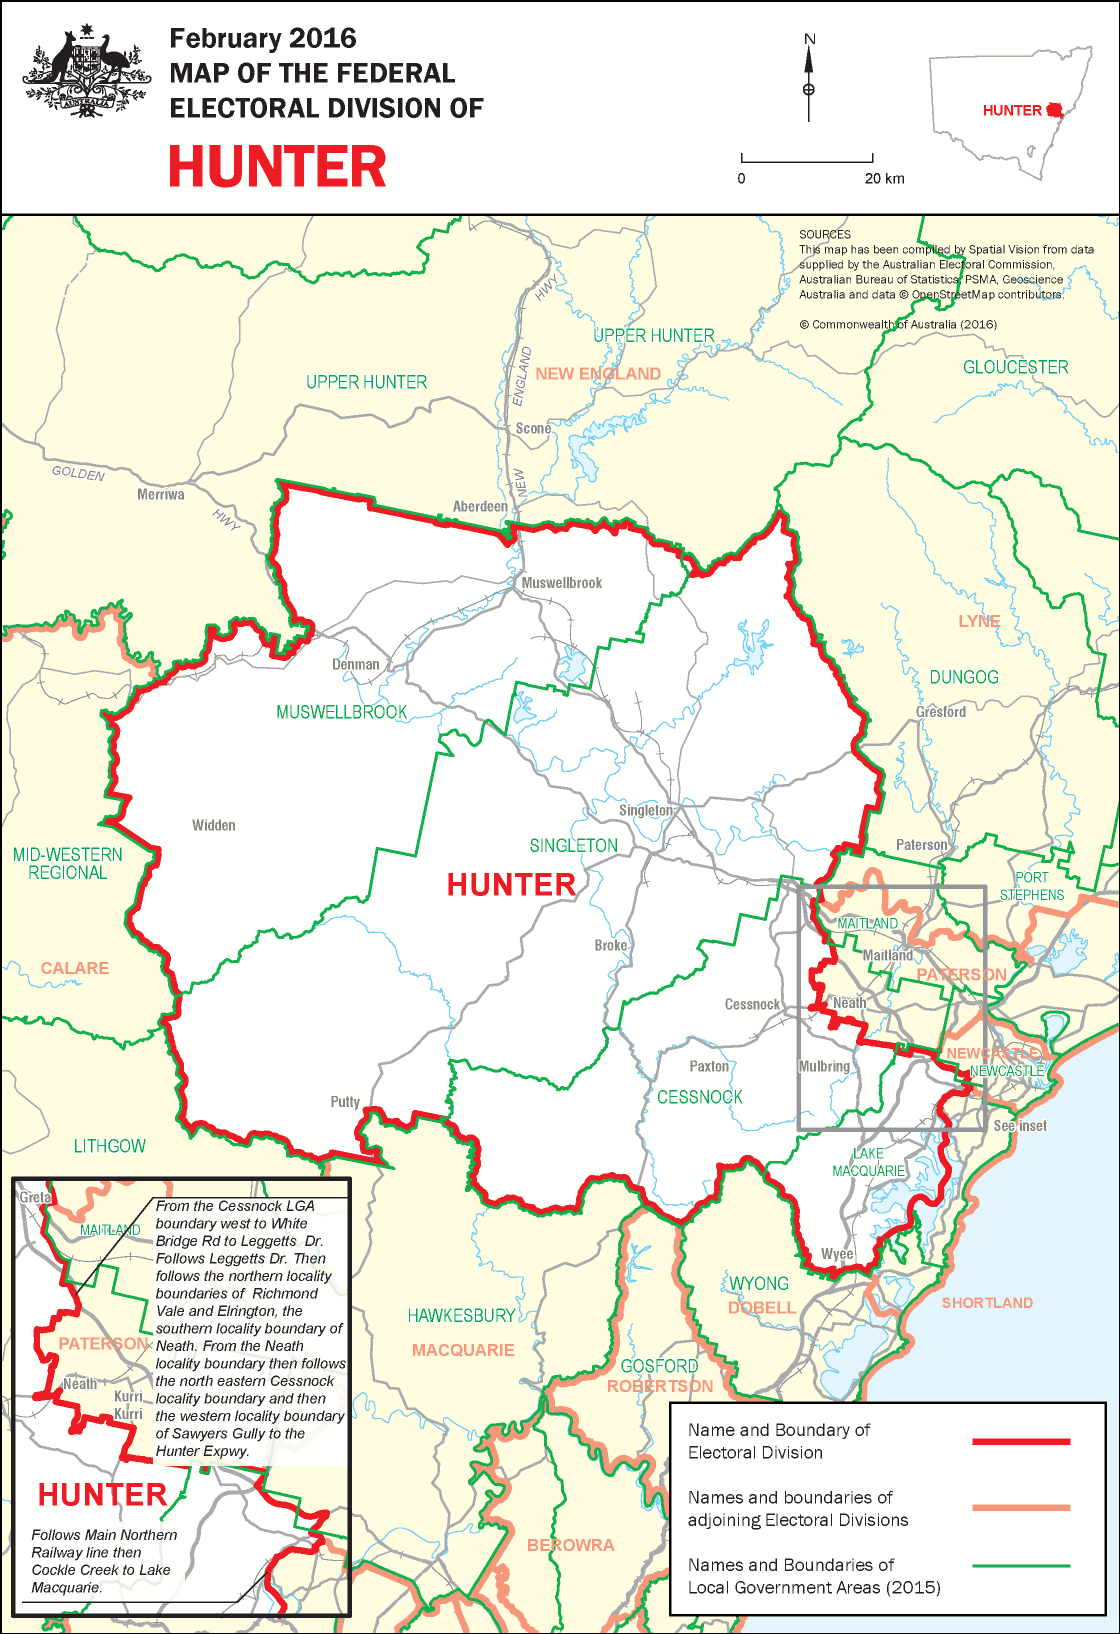 February 2016
MAP OF THE FEDERAL
ELECTORAL DIVISION OF
HUNTER
AUSTRALIA
N
0
20 km
HUNTER
SOURCES
This map has been compiled by Spatial Vision from data
supplied by the Australian Electoral Commission,
Australian Bureau of Statistics, PSMA, Geoscience
Australia and data © OpenStreetMap contributors.
© Commonwealth of Australia (2016)
HWY
UPPER HUNTER
NEW ENGLAND
UPPER HUNTER
ENGLAND
GLOUCESTER
Scone
GOLDEN
Merriwa
NEW
HWY
Aberdeen
Muswellbrook
LYNE
Denman
DUNGOG
MUSWELLBROOK
Gresford
Widden
Singleton
SINGLETON
Paterson
MID-WESTERN
REGIONAL
HUNTER
PORT
STEPHENS
MAITLAND
Broke
Maitland
CALARE
PATERSON
Cessnock
Neath
NEWCASTLE
Paxton
Mulbring
NEWCASTLE
CESSNOCK
Putty
See inset
LITHGOW
LAKE
MACQUARIE
Wyee
WYONG
DOBELL
SHORTLAND
HAWKESBURY
MACQUARIE
GOSFORD
ROBERTSON
BEROWRA
Greta
MAITLAND
From the Cessnock LGA
boundary west to White
Bridge Rd to Leggetts Dr.
Follows Leggetts Dr. Then
follows the northern locality
boundaries of Richmond
Vale and Elrington, the
southern locality boundary of
Neath. From the Neath
locality boundary then follows
the north eastern Cessnock
locality boundary and then
the western locality boundary
of Sawyers Gully to the
Hunter Expwy.
PATERSON
Neath
Kurri
Kurri
HUNTER
Follows Main Northern
Railway line then
Cockle Creek to Lake
Macquarie.
Name and Boundary of
Electoral Division
Names and boundaries of
adjoining Electoral Divisions
Names and Boundaries of
Local Government Areas (2015)